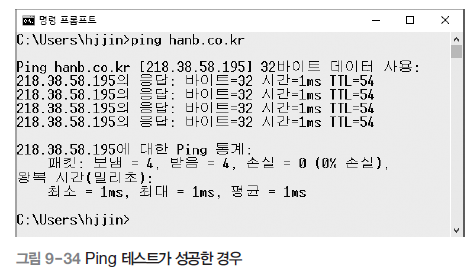 명령 프롬프트
C:\Users\hjjin>ping hanb.co.kr
Ping hanb.co.kr [218.38.58.195] 32바이트 데이터 사용:
218.38.58.195의 응답: 바이트=32 시간=1ms TTL=54
218.38.58.195의 응답: 바이트=32 시간=1ms TTL=54
218.38.58.195의 응답: 바이트=32 시간=1ms TTL=54
218.38.58.195의 응답: 바이트=32 시간=1ms TTL=54
218.38.58.195에 대한 Ping 통계:
패킷: 보냄 = 4, 받음 = 4, 손실 = 0 (0% 손실),
왕복 시간(밀리초):
최소 = 1ms, 최대 = 1ms, 평균 = 1ms
C:\Users\hjjin>
그림 9-34 Ping 테스트가 성공한 경우